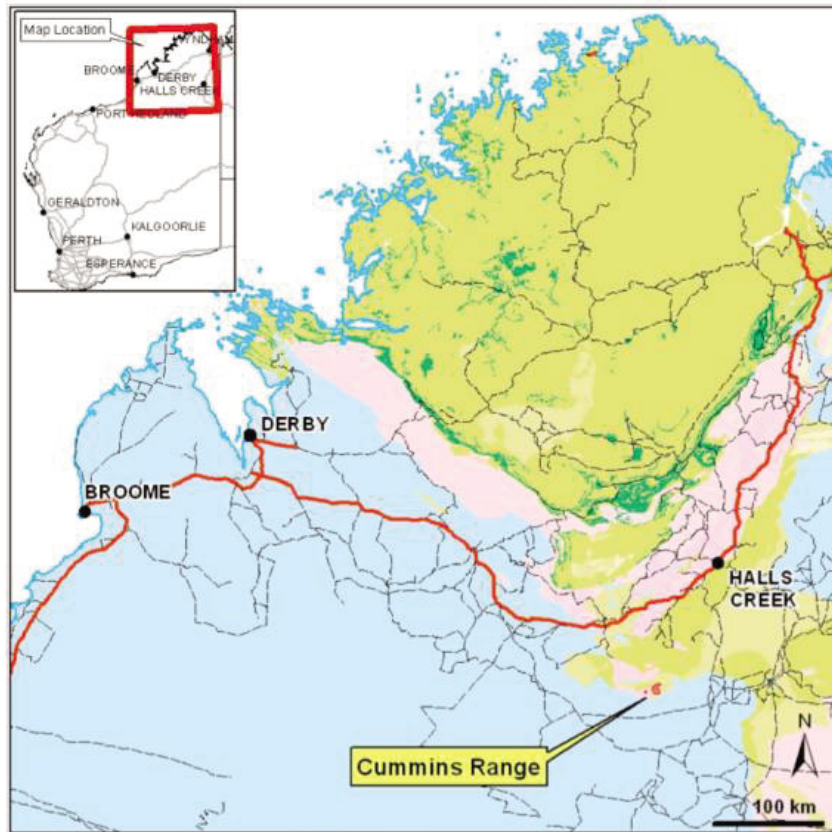 Map Location
BROOME
DERBY
HALLS CREEK
PORT HEDLAND
GERALDTON
KALGOORLIE
PERTH
ESPERANCE
DERBY
BROOME
HALLS
CREEK
Cummins Range
N
100 km